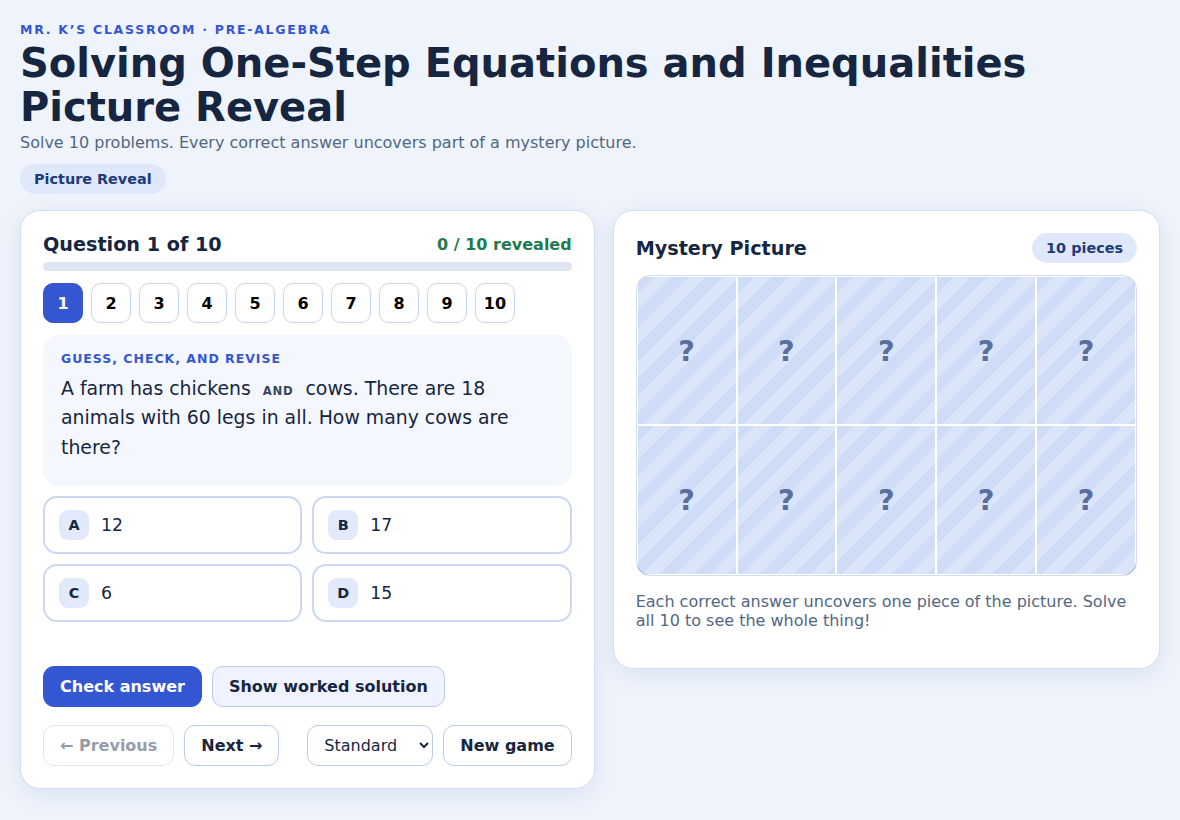 MR. K’S CLASSROOM · PRE-ALGEBRA
Solving One-Step Equations and Inequalities
Picture Reveal
Solve 10 problems. Every correct answer uncovers part of a mystery picture.
Picture Reveal
Question 1 of 10
0 / 10 revealed
1 2 3 4 5 6 7 8 9 10
GUESS, CHECK, AND REVISE
A farm has chickens AND cows. There are 18
animals with 60 legs in all. How many cows are
there?
A 12
B 17
C 6
D 15
Check answer
Show worked solution
← Previous
Next →
Standard
New game
Mystery Picture
10 pieces
? ? ? ? ?
? ? ? ? ?
Each correct answer uncovers one piece of the picture. Solve
all 10 to see the whole thing!